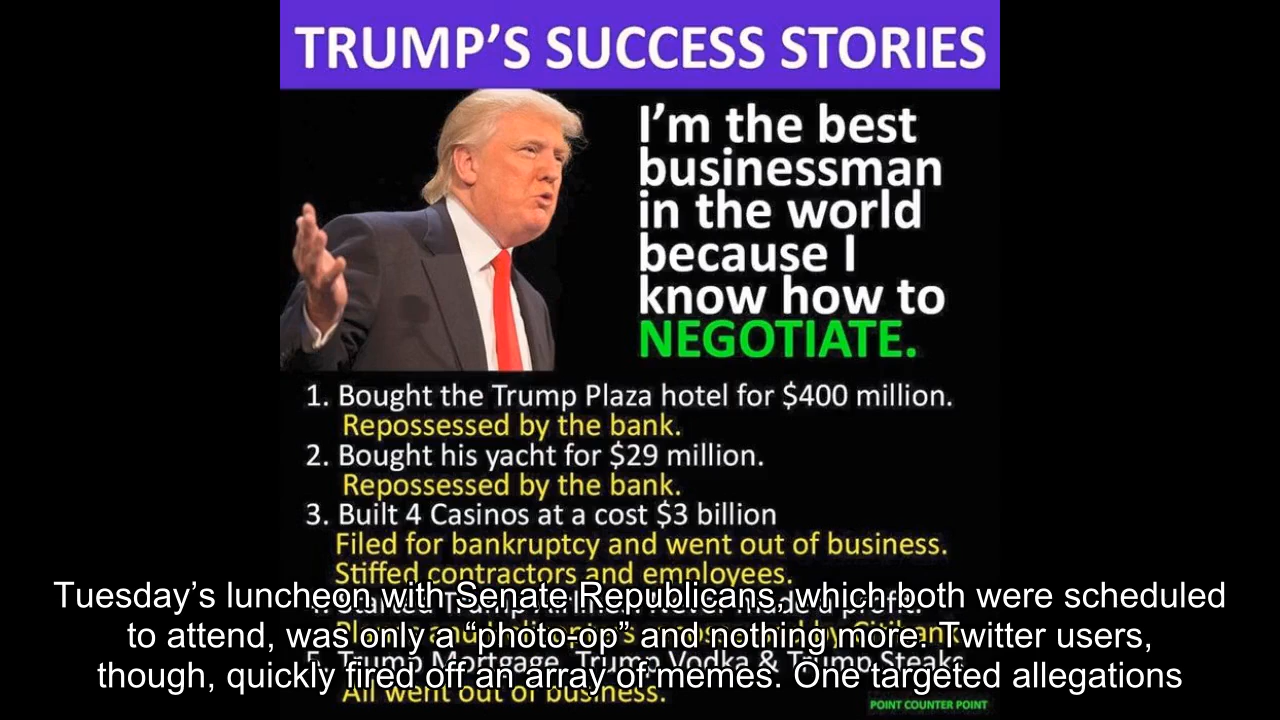 TRUMP'S SUCCESS STORIES
I'm the best
businessman
in the world
because I
know how to
NEGOTIATE.
1. Bought the Trump Plaza hotel for $400 million.
Repossessed by the bank.
2. Bought his yacht for $29 million.
Repossessed by the bank.
3. Built 4 Casinos at a cost $3 billion
Filed for bankruptcy and went out of business.
Stiffed contractors and employees.
Tuesday’s luncheon with Senate Republicans, which both were scheduled
to attend, was only a “photo-op” and nothing more. Twitter users,
5. Trump Mortgage, Trump Vodka & Trump Steaks
though, quickly fired off an array of memes. One targeted allegations
All went out of business.
POINT COUNTER POINT